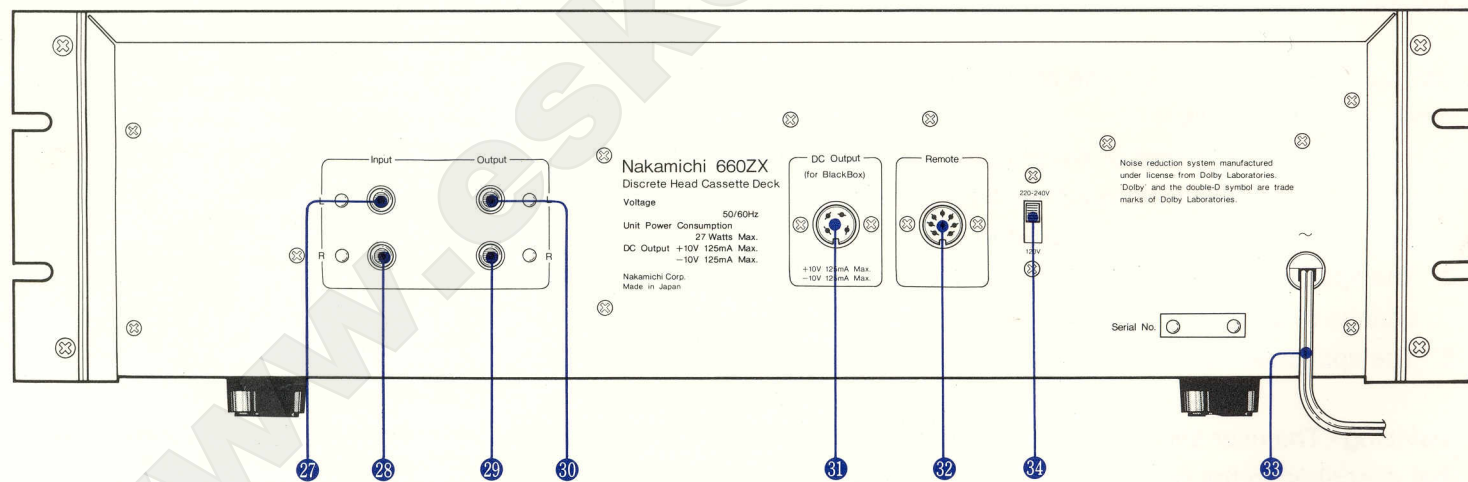 Input
Output
L
L
R
R
Nakamichi 660ZX
Discrete Head Cassette Deck
Voltage
50/60Hz
Unit Power Consumption
27 Watts Max.
DC Output +10V 125mA Max.
−10V 125mA Max.
Nakamichi Corp.
Made in Japan
DC Output
(for BlackBox)
+10V 125mA Max.
−10V 125mA Max.
Remote
220-240V
120V
Noise reduction system manufactured
under license from Dolby Laboratories.
'Dolby' and the double-D symbol are trade
marks of Dolby Laboratories.
~
Serial No.
27 28 29 30 31 32 34 33
www.esk